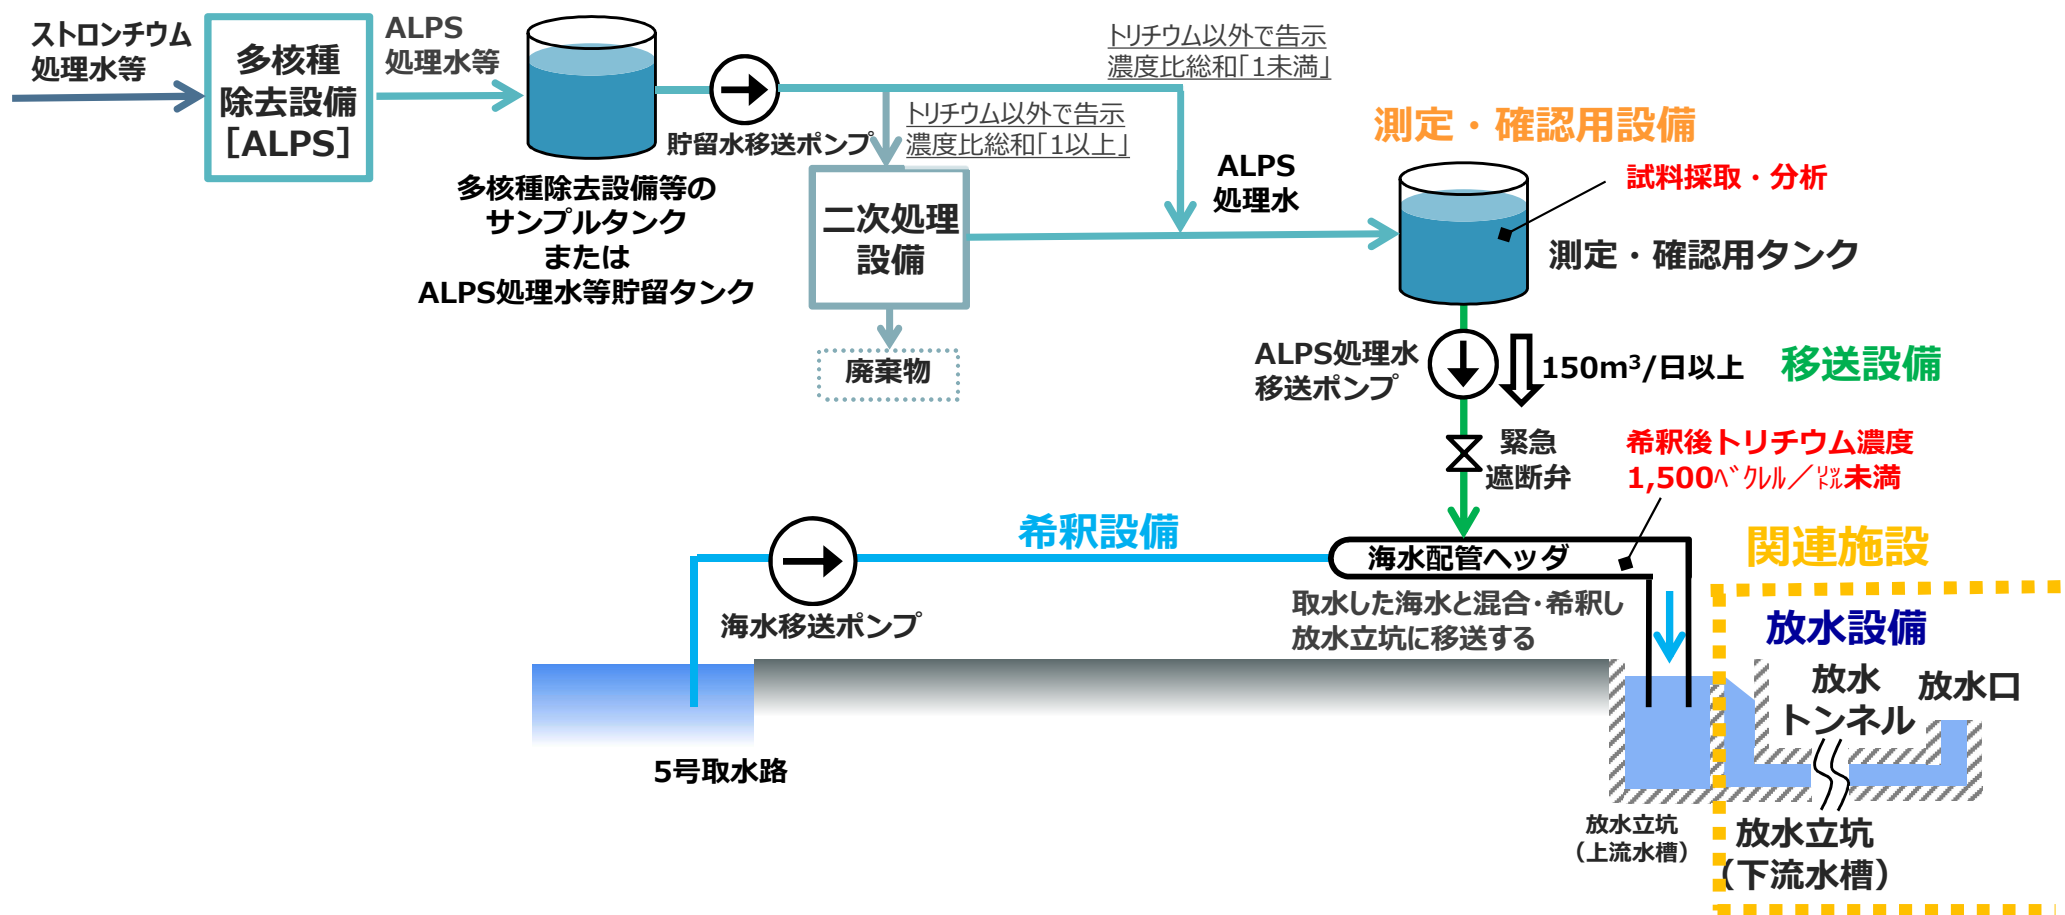 ストロンチウム
処理水等
多核種
除去設備
［ALPS］
ALPS
処理水等
多核種除去設備等の
サンプルタンク
または
ALPS処理水等貯留タンク
貯留水移送ポンプ
トリチウム以外で告示
濃度比総和「1未満」
トリチウム以外で告示
濃度比総和「1以上」
二次処理
設備
廃棄物
ALPS
処理水
測定・確認用設備
試料採取・分析
測定・確認用タンク
ALPS処理水
移送ポンプ
150m³/日以上
移送設備
緊急
遮断弁
希釈後トリチウム濃度
1,500ﾍﾞｸﾚﾙ／㍑未満
希釈設備
海水配管ヘッダ
関連施設
海水移送ポンプ
取水した海水と混合・希釈し
放水立坑に移送する
放水設備
放水
トンネル
放水口
5号取水路
放水立坑
（上流水槽）
放水立坑
（下流水槽）